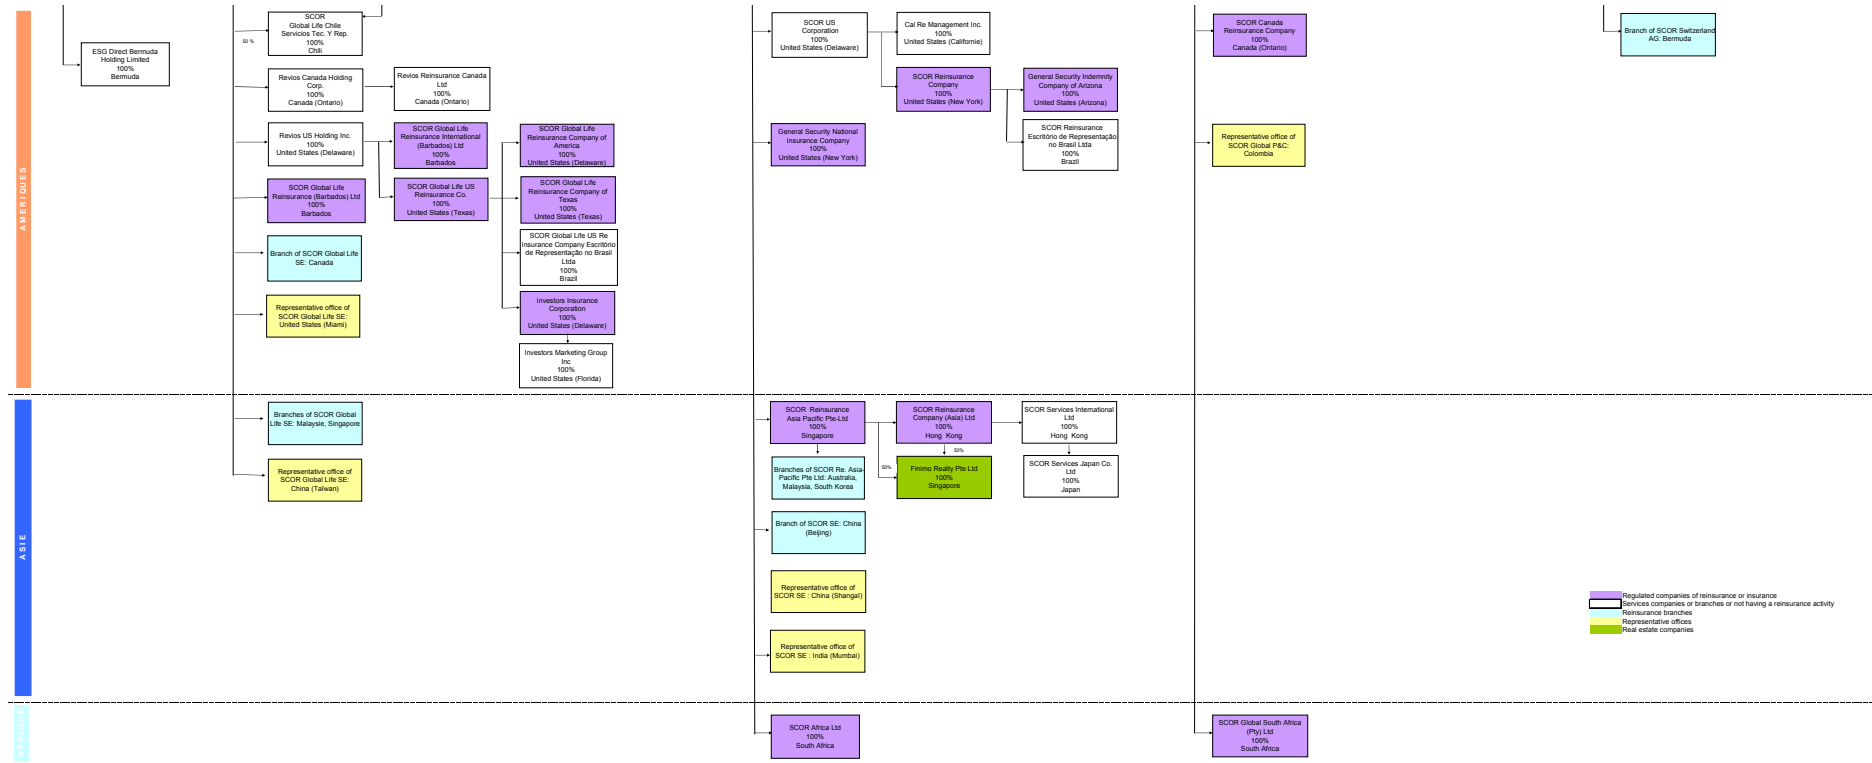 AMERIQUES
ESG Direct Bermuda
Holding Limited
100%
Bermuda
50 %
SCOR
Global Life Chile
Servicios Tec. Y Rep.
100%
Chili
Revios Canada Holding
Corp.
100%
Canada (Ontario)
Revios Reinsurance Canada
Ltd
100%
Canada (Ontario)
Revios US Holding Inc.
100%
United States (Delaware)
SCOR Global Life
Reinsurance International
(Barbados) Ltd
100%
Barbados
SCOR Global Life
Reinsurance Company of
America
100%
United States (Delaware)
SCOR Global Life
Reinsurance (Barbados) Ltd
100%
Barbados
SCOR Global Life US
Reinsurance Co.
100%
United States (Texas)
SCOR Global Life
Reinsurance Company of
Texas
100%
United States (Texas)
Branch of SCOR Global Life
SE: Canada
SCOR Global Life US Re
Insurance Company Escritório
de Representação no Brasil
Ltda
100%
Brazil
Representative office of
SCOR Global Life SE:
United States (Miami)
Investors Insurance
Corporation
100%
United States (Delaware)
Investors Marketing Group
Inc
100%
United States (Florida)
SCOR US
Corporation
100%
United States (Delaware)
Cal Re Management Inc.
100%
United States (Californie)
SCOR Reinsurance
Company
100%
United States (New York)
General Security Indemnity
Company of Arizona
100%
United States (Arizona)
General Security National
Insurance Company
100%
United States (New York)
SCOR Reinsurance
Escritório de Representação
no Brasil Ltda
100%
Brazil
SCOR Canada
Reinsurance Company
100%
Canada (Ontario)
Representative office of
SCOR Global P&C:
Colombia
Branch of SCOR Switzerland
AG: Bermuda
ASIE
Branches of SCOR Global
Life SE: Malaysie, Singapore
Representative office of
SCOR Global Life SE:
China (Taïwan)
SCOR Reinsurance
Asia Pacific Pte-Ltd
100%
Singapore
SCOR Reinsurance
Company (Asia) Ltd
100%
Hong Kong
SCOR Services International
Ltd
100%
Hong Kong
50%
50%
Branches of SCOR Re. Asia-
Pacific Pte Ltd: Australia,
Malaysia, South Korea
Finimo Realty Pte Ltd
100%
Singapore
SCOR Services Japan Co.
Ltd
100%
Japan
Branch of SCOR SE: China
(Beijing)
Representative office of
SCOR SE : China (Shangaï)
Representative office of
SCOR SE : India (Mumbai)
Regulated companies of reinsurance or insurance
Services companies or branches or not having a reinsurance activity
Reinsurance branches
Representative offices
Real estate companies
AFRIQUE
SCOR Africa Ltd
100%
South Africa
SCOR Global South Africa
(Pty) Ltd
100%
South Africa